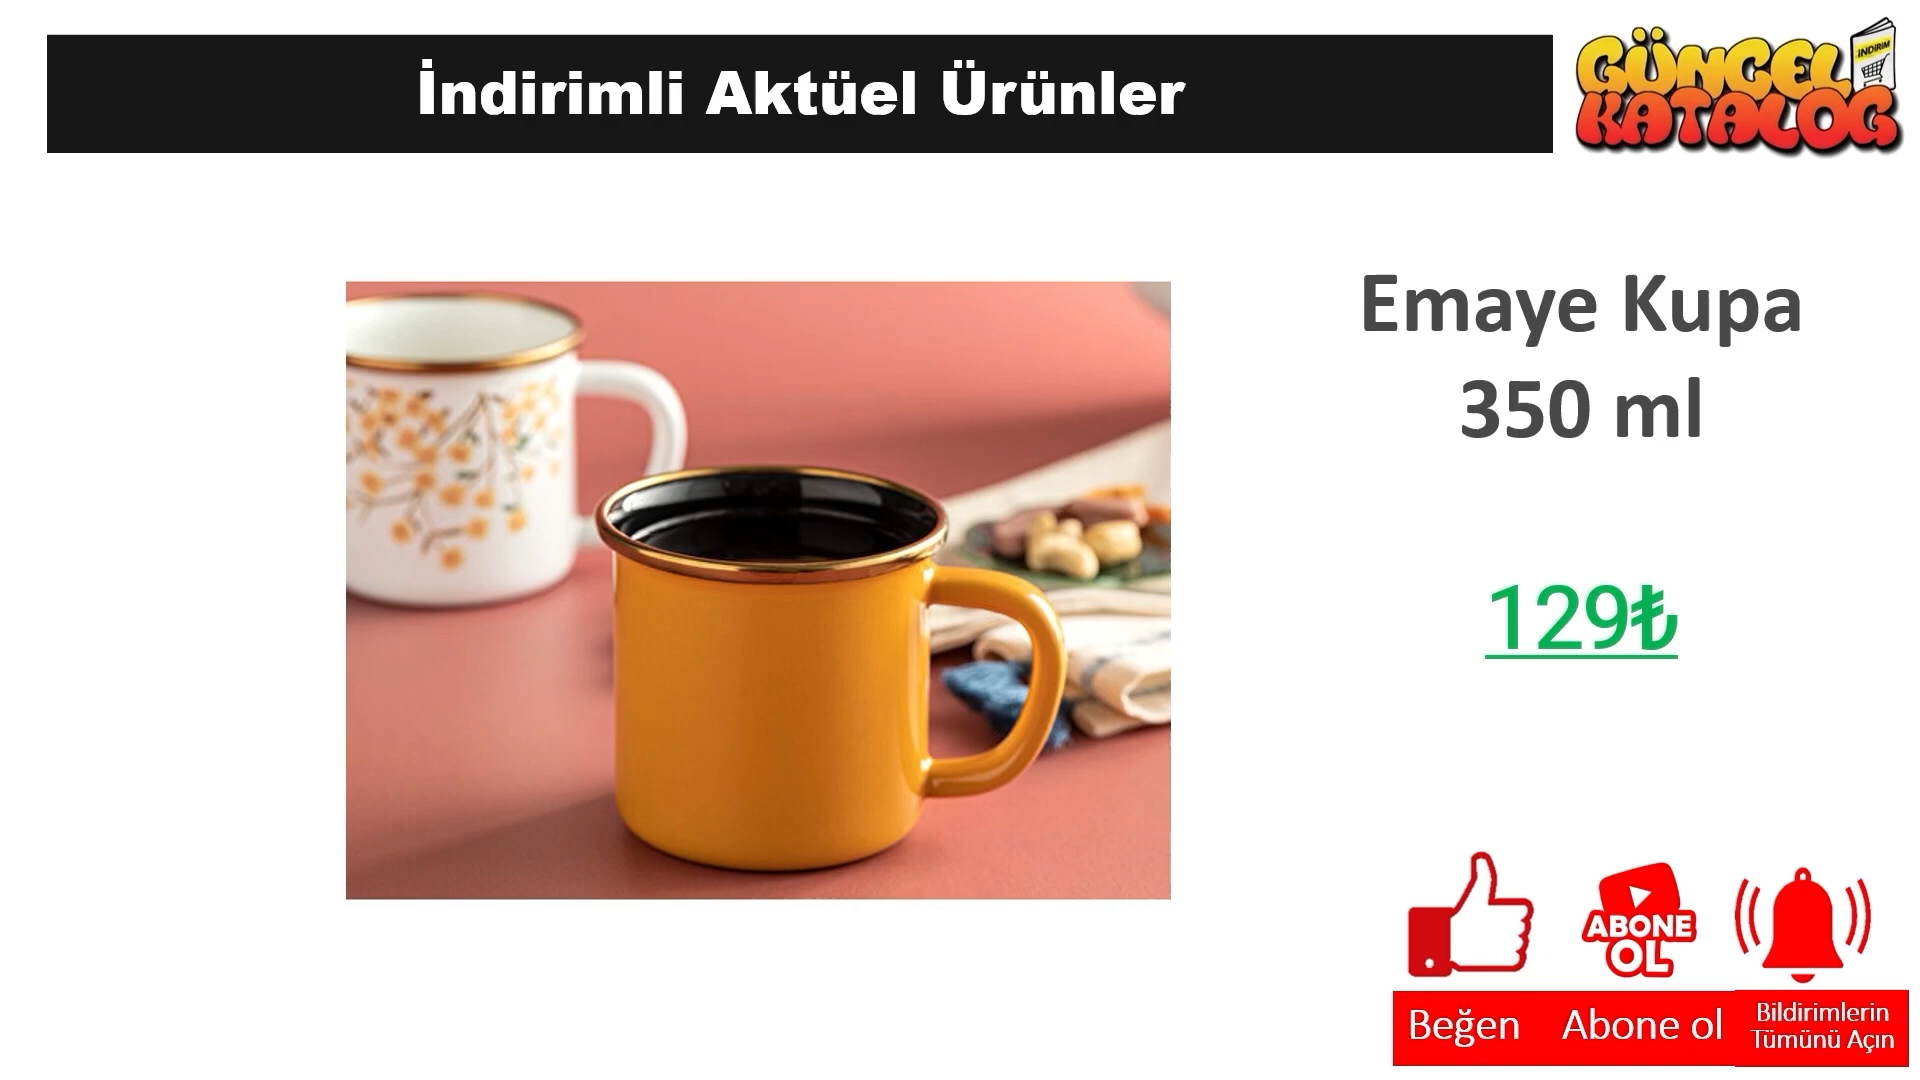 İndirimli Aktüel Ürünler
GÜNCEL
KATALOG
İNDİRİM
Emaye Kupa
350 ml
129₺
ABONE
OL
Beğen
Abone ol
Bildirimlerin
Tümünü Açın